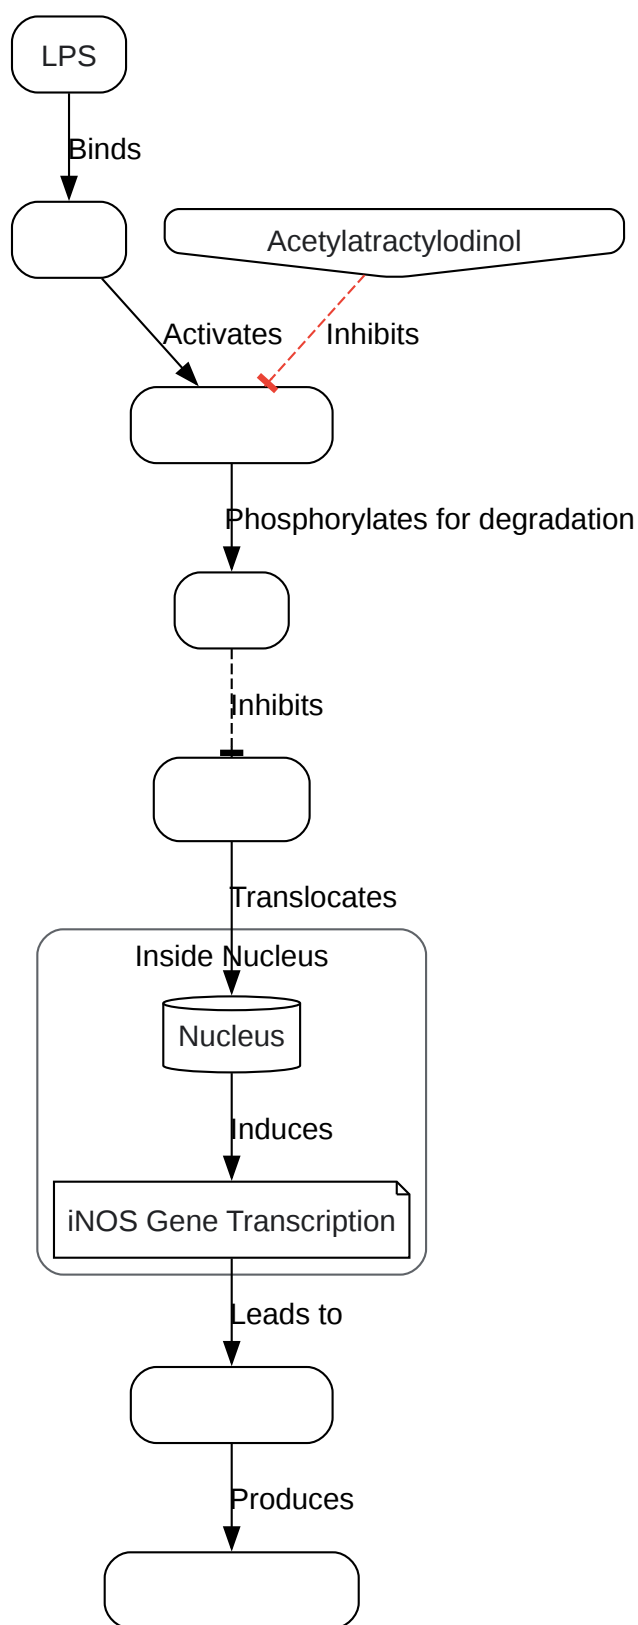 LPS
Binds
Acetylatractylodinol
Activates
Inhibits
Phosphorylates for degradation
Inhibits
Translocates
Inside Nucleus
Nucleus
Induces
iNOS Gene Transcription
Leads to
Produces